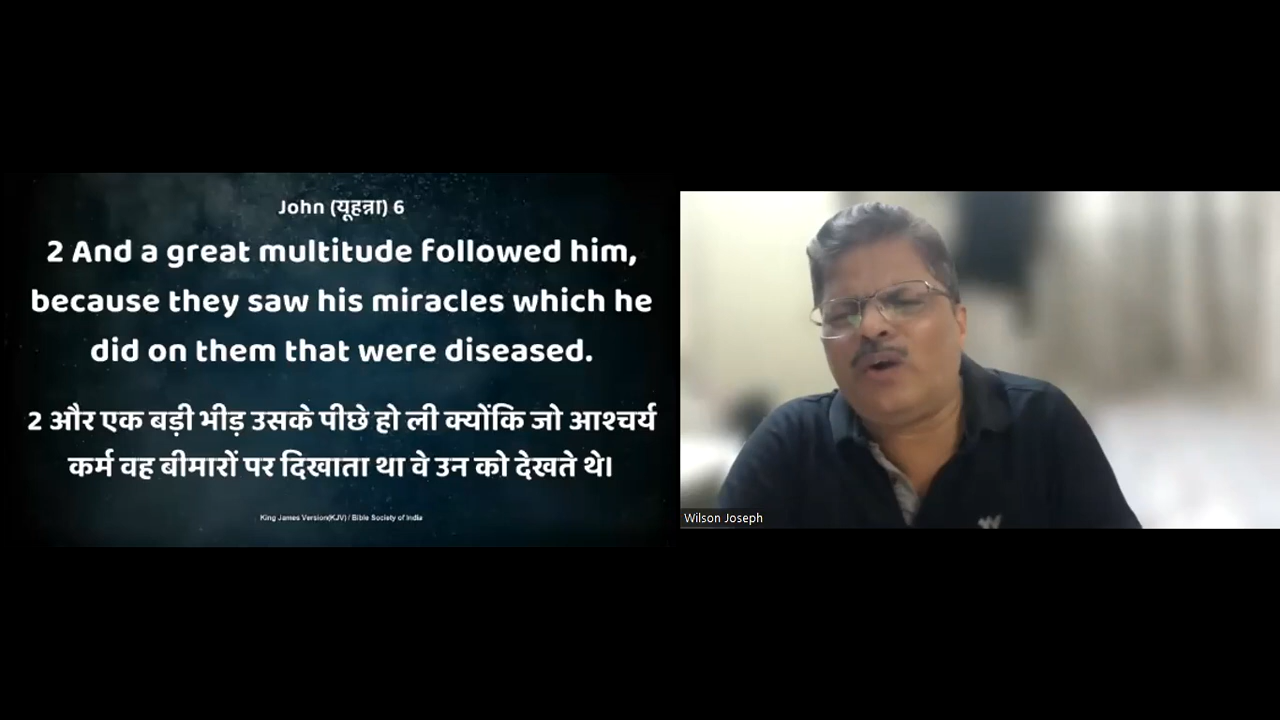 John (यूहन्ना) 6
2 And a great multitude followed him,
because they saw his miracles which he
did on them that were diseased.
2 और एक बड़ी भीड़ उसके पीछे हो ली क्योंकि जो आश्चर्य
कर्म वह बीमारों पर दिखाता था वे उन को देखते थे।
King James Version(KJV) / Bible Society of India
Wilson Joseph